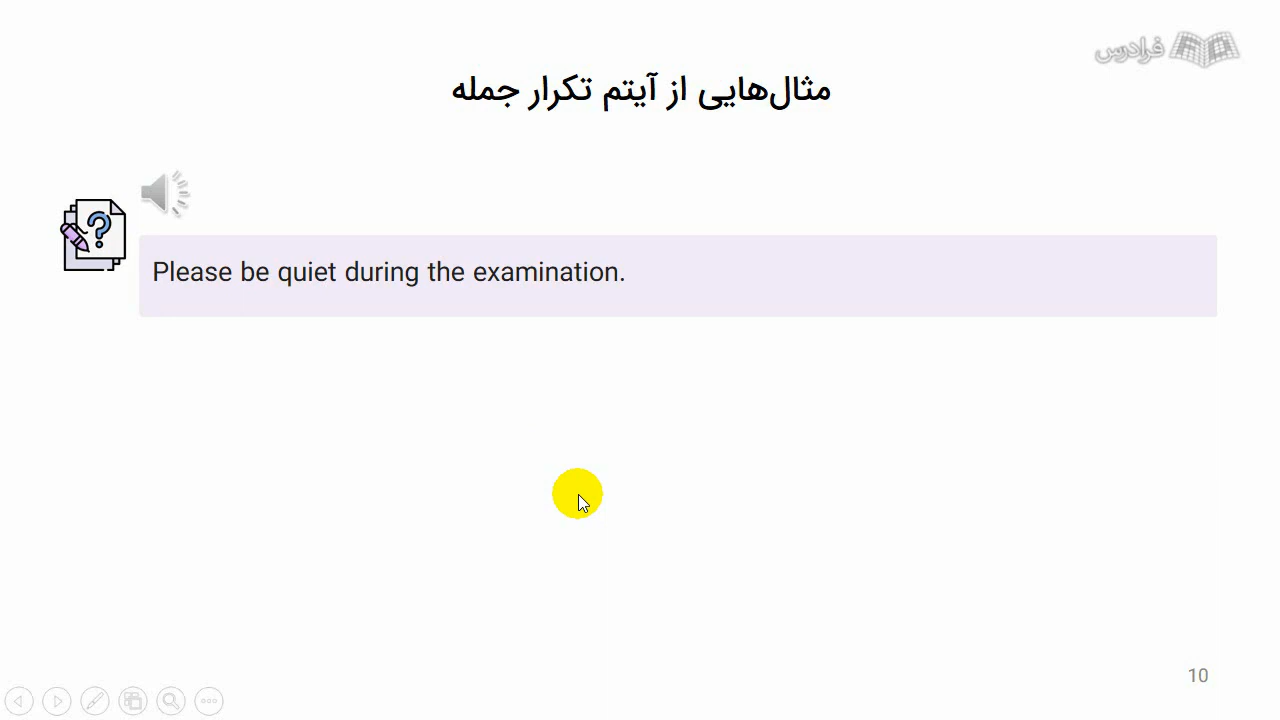 فرادرس
مثال‌هایی از آیتم تکرار جمله
Please be quiet during the examination.
10